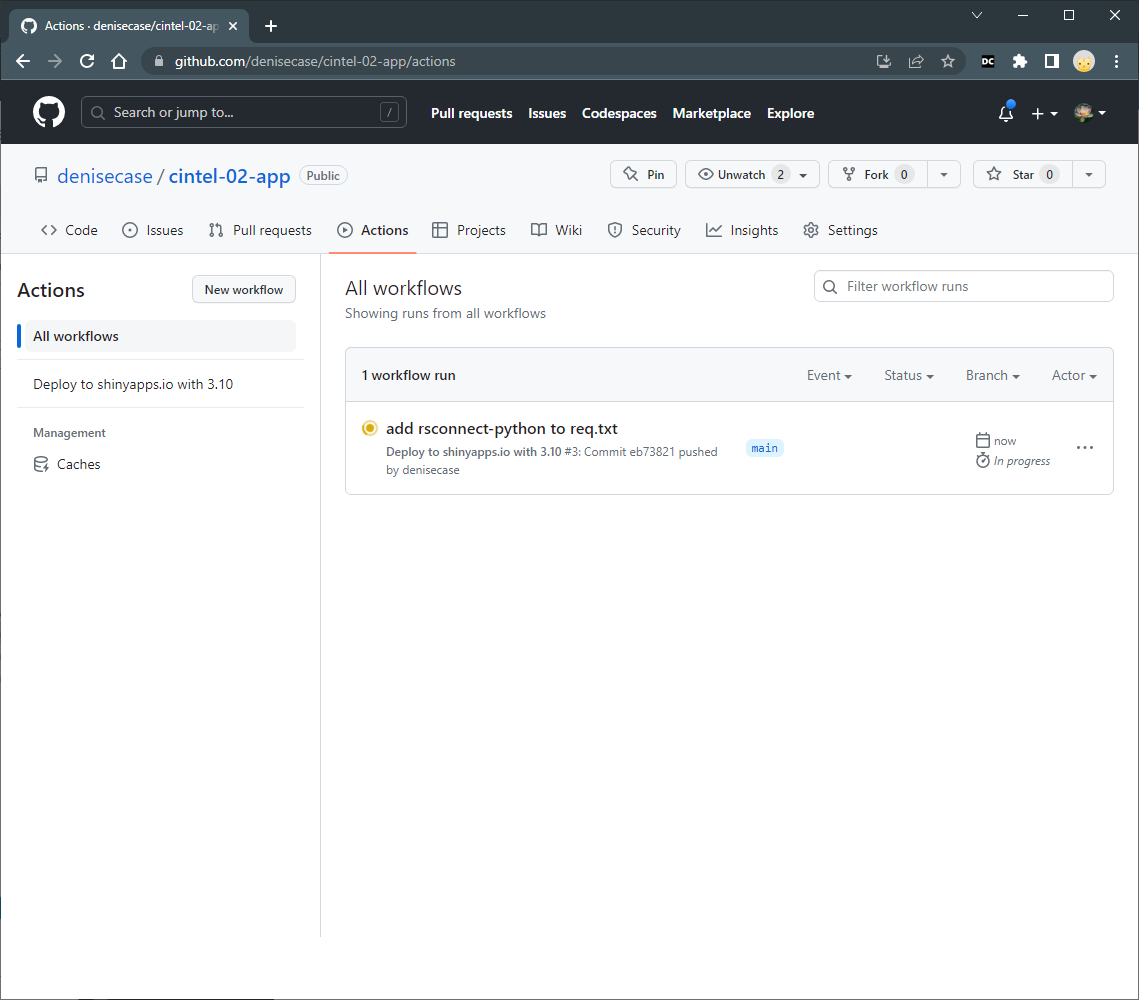 Actions · denisecase/cintel-02-ap
github.com/denisecase/cintel-02-app/actions
DC
Search or jump to...
/
Pull requests
Issues
Codespaces
Marketplace
Explore
denisecase / cintel-02-app
Public
Pin
Unwatch 2
Fork 0
Star 0
Code
Issues
Pull requests
Actions
Projects
Wiki
Security
Insights
Settings
Actions
New workflow
All workflows
Deploy to shinyapps.io with 3.10
Management
Caches
All workflows
Showing runs from all workflows
Filter workflow runs
1 workflow run
Event
Status
Branch
Actor
add rsconnect-python to req.txt
Deploy to shinyapps.io with 3.10 #3: Commit eb73821 pushed
by denisecase
main
now
In progress